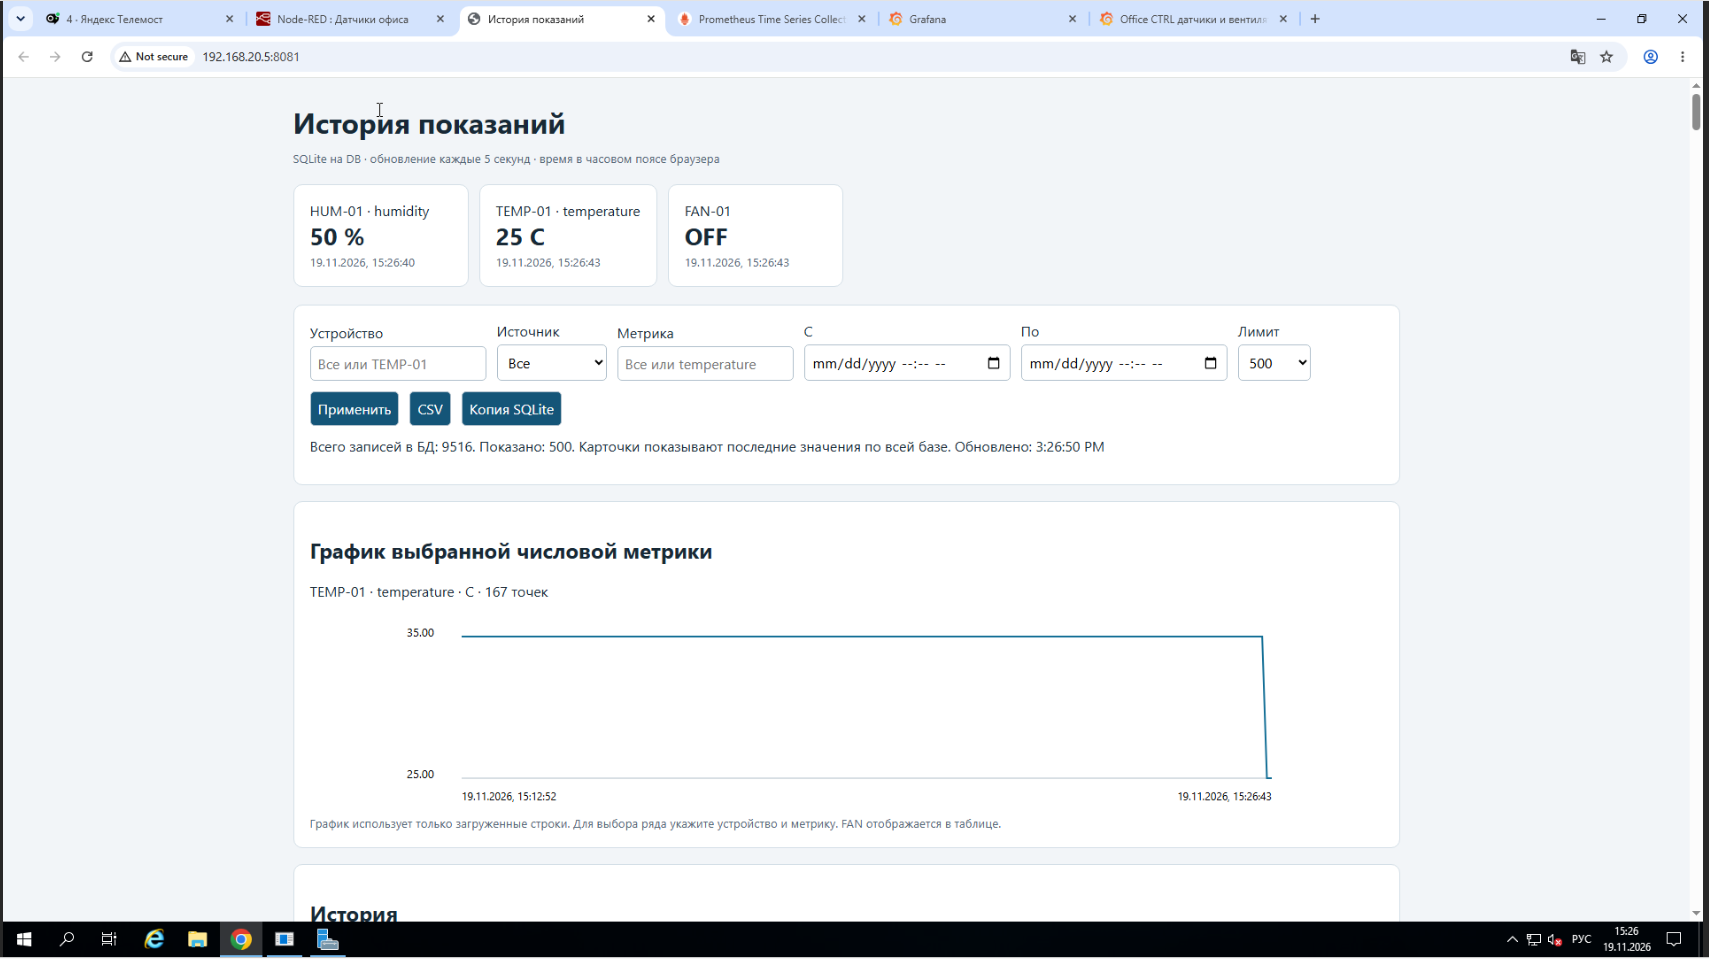 4 - Яндекс Телемост
Node-RED : Датчики офиса
История показаний
Prometheus Time Series Collect
Grafana
Office CTRL датчики и вентиля
Not secure
192.168.20.5:8081
История показаний
SQLite на DB · обновление каждые 5 секунд · время в часовом поясе браузера
HUM-01 · humidity
50 %
19.11.2026, 15:26:40
TEMP-01 · temperature
25 C
19.11.2026, 15:26:43
FAN-01
OFF
19.11.2026, 15:26:43
Устройство
Все или TEMP-01
Источник
Все
Метрика
Все или temperature
С
mm/dd/yyyy --:-- --
По
mm/dd/yyyy --:-- --
Лимит
500
Применить
CSV
Копия SQLite
Всего записей в БД: 9516. Показано: 500. Карточки показывают последние значения по всей базе. Обновлено: 3:26:50 PM
График выбранной числовой метрики
TEMP-01 · temperature · C · 167 точек
35.00
25.00
19.11.2026, 15:12:52
19.11.2026, 15:26:43
График использует только загруженные строки. Для выбора ряда укажите устройство и метрику. FAN отображается в таблице.
История
РУС
15:26
19.11.2026